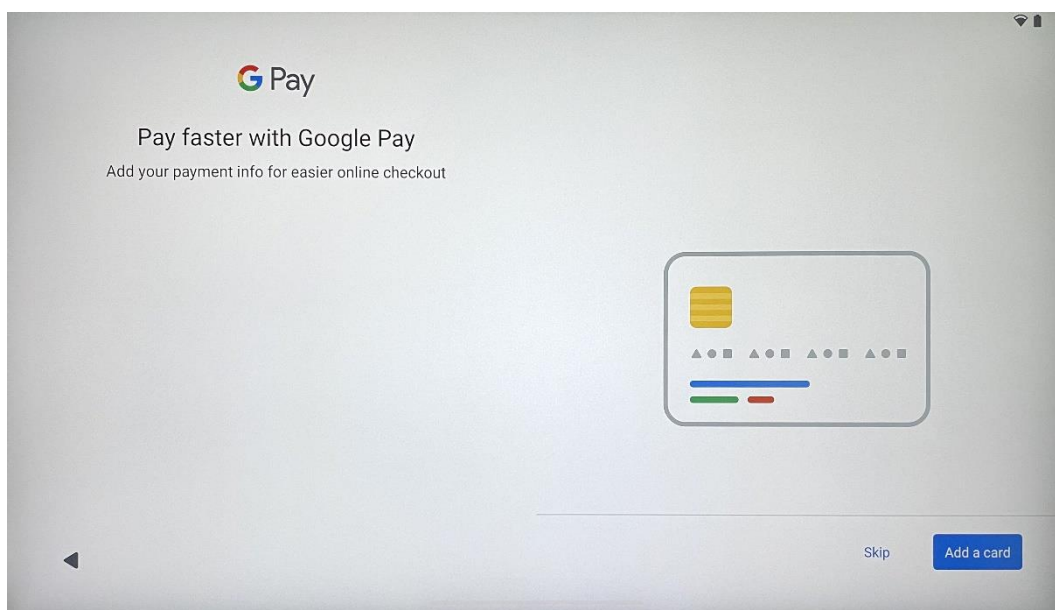 G Pay
Pay faster with Google Pay
Add your payment info for easier online checkout
Skip
Add a card